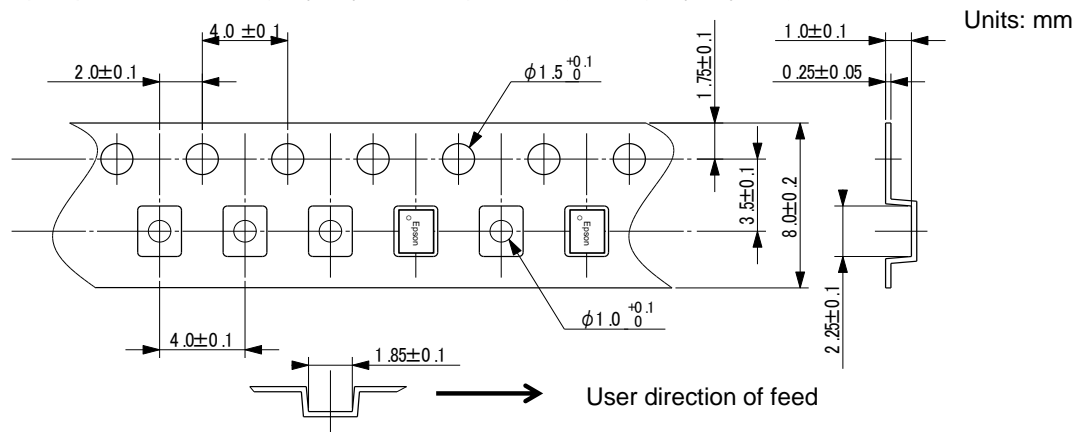 Units: mm
4.0 ±0.1
1.0±0.1
2.0±0.1
φ1.5 +0.1 0
1.75±0.1
0.25±0.05
3.5±0.1
8.0±0.2
Epson
Epson
2.25±0.1
φ1.0 +0.1 0
4.0±0.1
1.85±0.1
User direction of feed